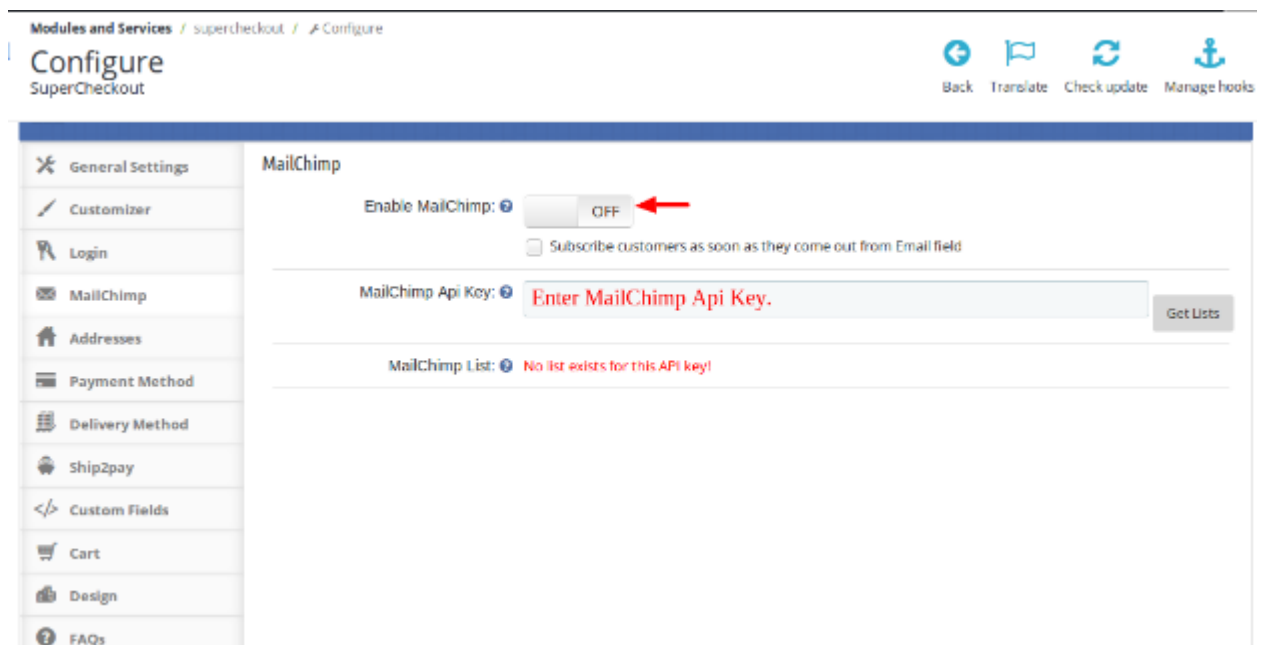 Modules and Services / supercheckout / Configure
Configure
SuperCheckout
Back Translate Check update Manage hooks
General Settings
Customizer
Login
MailChimp
Addresses
Payment Method
Delivery Method
Ship2pay
</> Custom Fields
Cart
Design
FAQs
MailChimp
Enable MailChimp: OFF
Subscribe customers as soon as they come out from Email field
MailChimp Api Key: Enter MailChimp Api Key.
Get Lists
MailChimp List: No list exists for this API key!